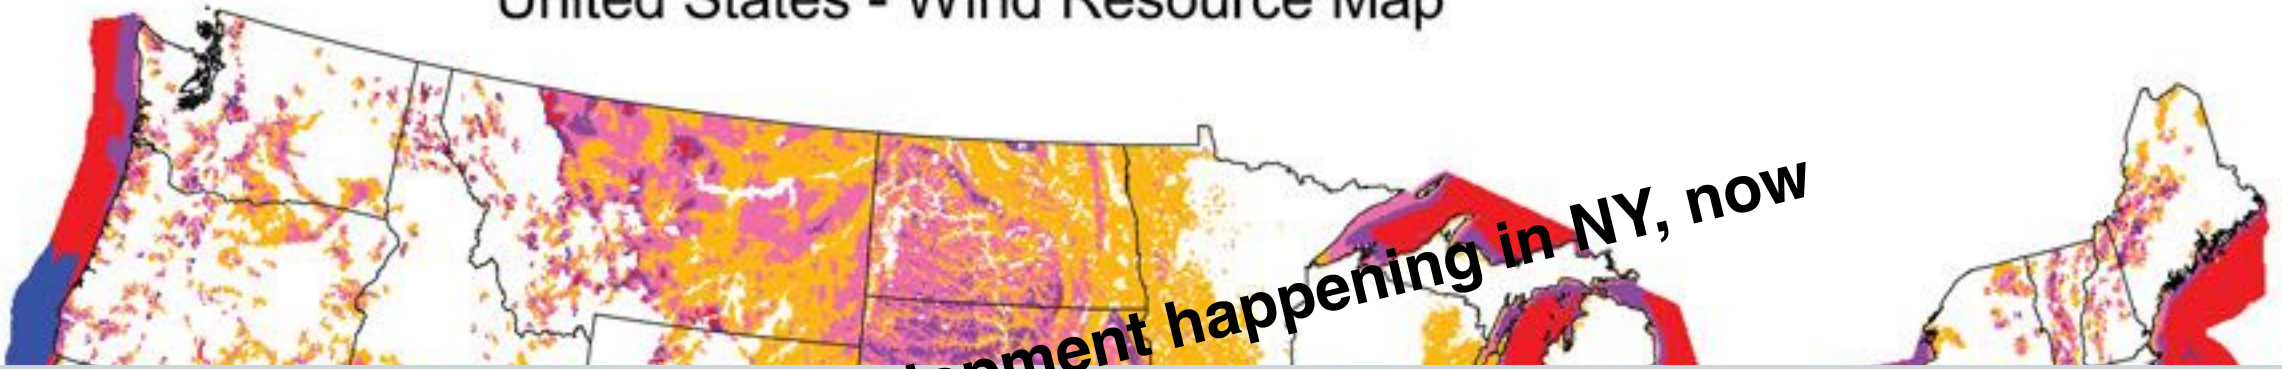 United States - Wind Resource Map
happening in NY, now